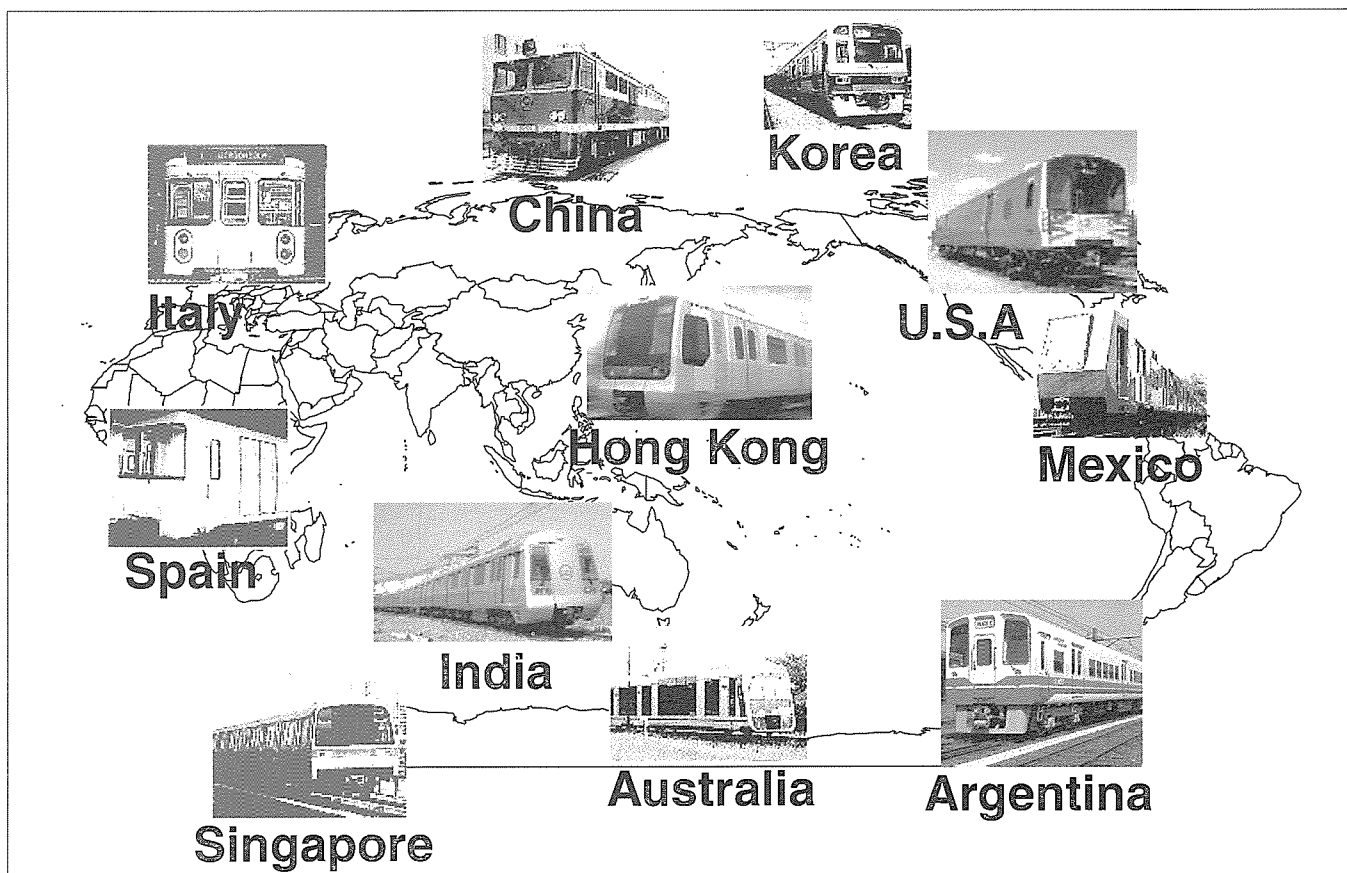 Korea
China
Italy
U.S.A
Hong Kong
Mexico
Spain
India
Australia
Argentina
Singapore